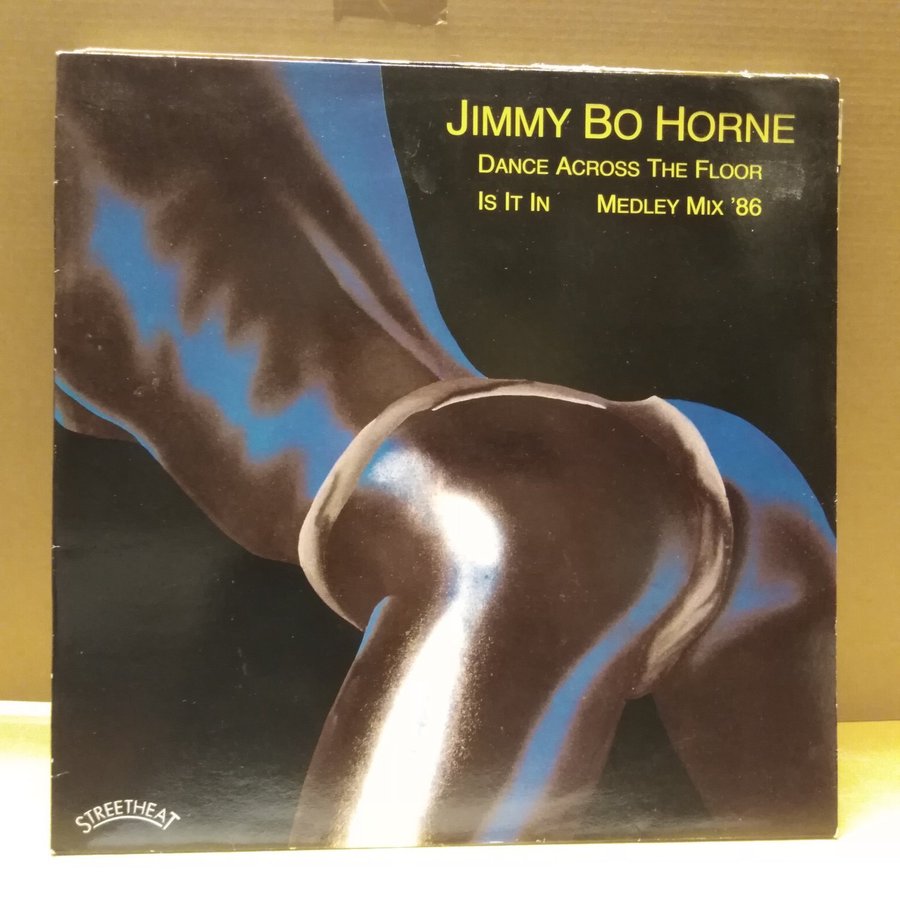 JIMMY BO HORNE
DANCE ACROSS THE FLOOR
IS IT IN MEDLEY MIX '86
STREETHEAT